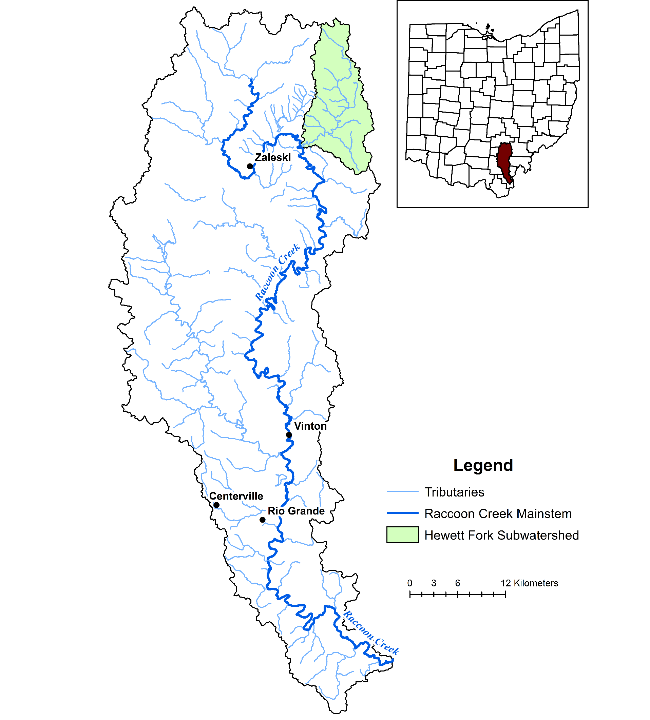 Zaleski
Raccoon Creek
Vinton
Centerville
Rio Grande
Raccoon Creek
Legend
Tributaries
Raccoon Creek Mainstem
Hewett Fork Subwatershed
0 3 6 12 Kilometers